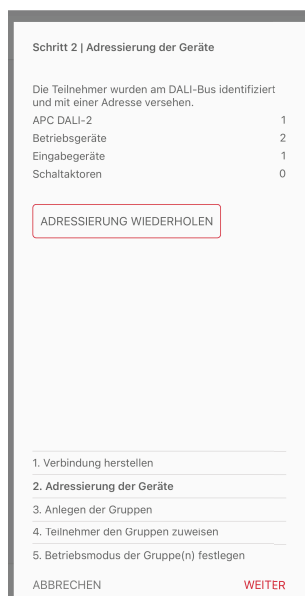 Schritt 2 | Adressierung der Geräte
Die Teilnehmer wurden am DALI-Bus identifiziert
und mit einer Adresse versehen.
APC DALI-2 1
Betriebsgeräte 2
Eingabegeräte 1
Schaltaktoren 0
ADRESSIERUNG WIEDERHOLEN
1. Verbindung herstellen
2. Adressierung der Geräte
3. Anlegen der Gruppen
4. Teilnehmer den Gruppen zuweisen
5. Betriebsmodus der Gruppe(n) festlegen
ABBRECHEN WEITER